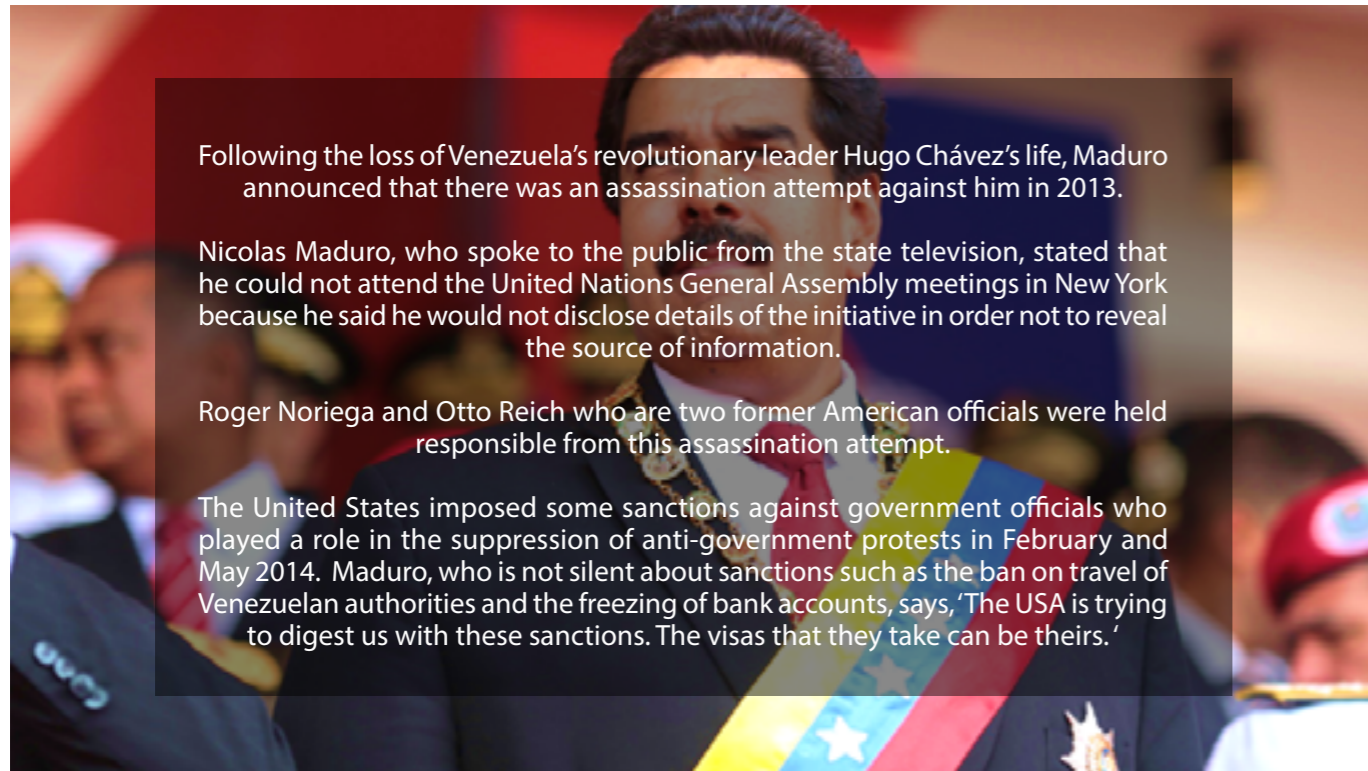 Following the loss of Venezuela’s revolutionary leader Hugo Chávez’s life, Maduro
announced that there was an assassination attempt against him in 2013.
Nicolas Maduro, who spoke to the public from the state television, stated that
he could not attend the United Nations General Assembly meetings in New York
because he said he would not disclose details of the initiative in order not to reveal
the source of information.
Roger Noriega and Otto Reich who are two former American officials were held
responsible from this assassination attempt.
The United States imposed some sanctions against government officials who
played a role in the suppression of anti-government protests in February and
May 2014.  Maduro, who is not silent about sanctions such as the ban on travel of
Venezuelan authorities and the freezing of bank accounts, says, ‘The USA is trying
to digest us with these sanctions. The visas that they take can be theirs. ‘